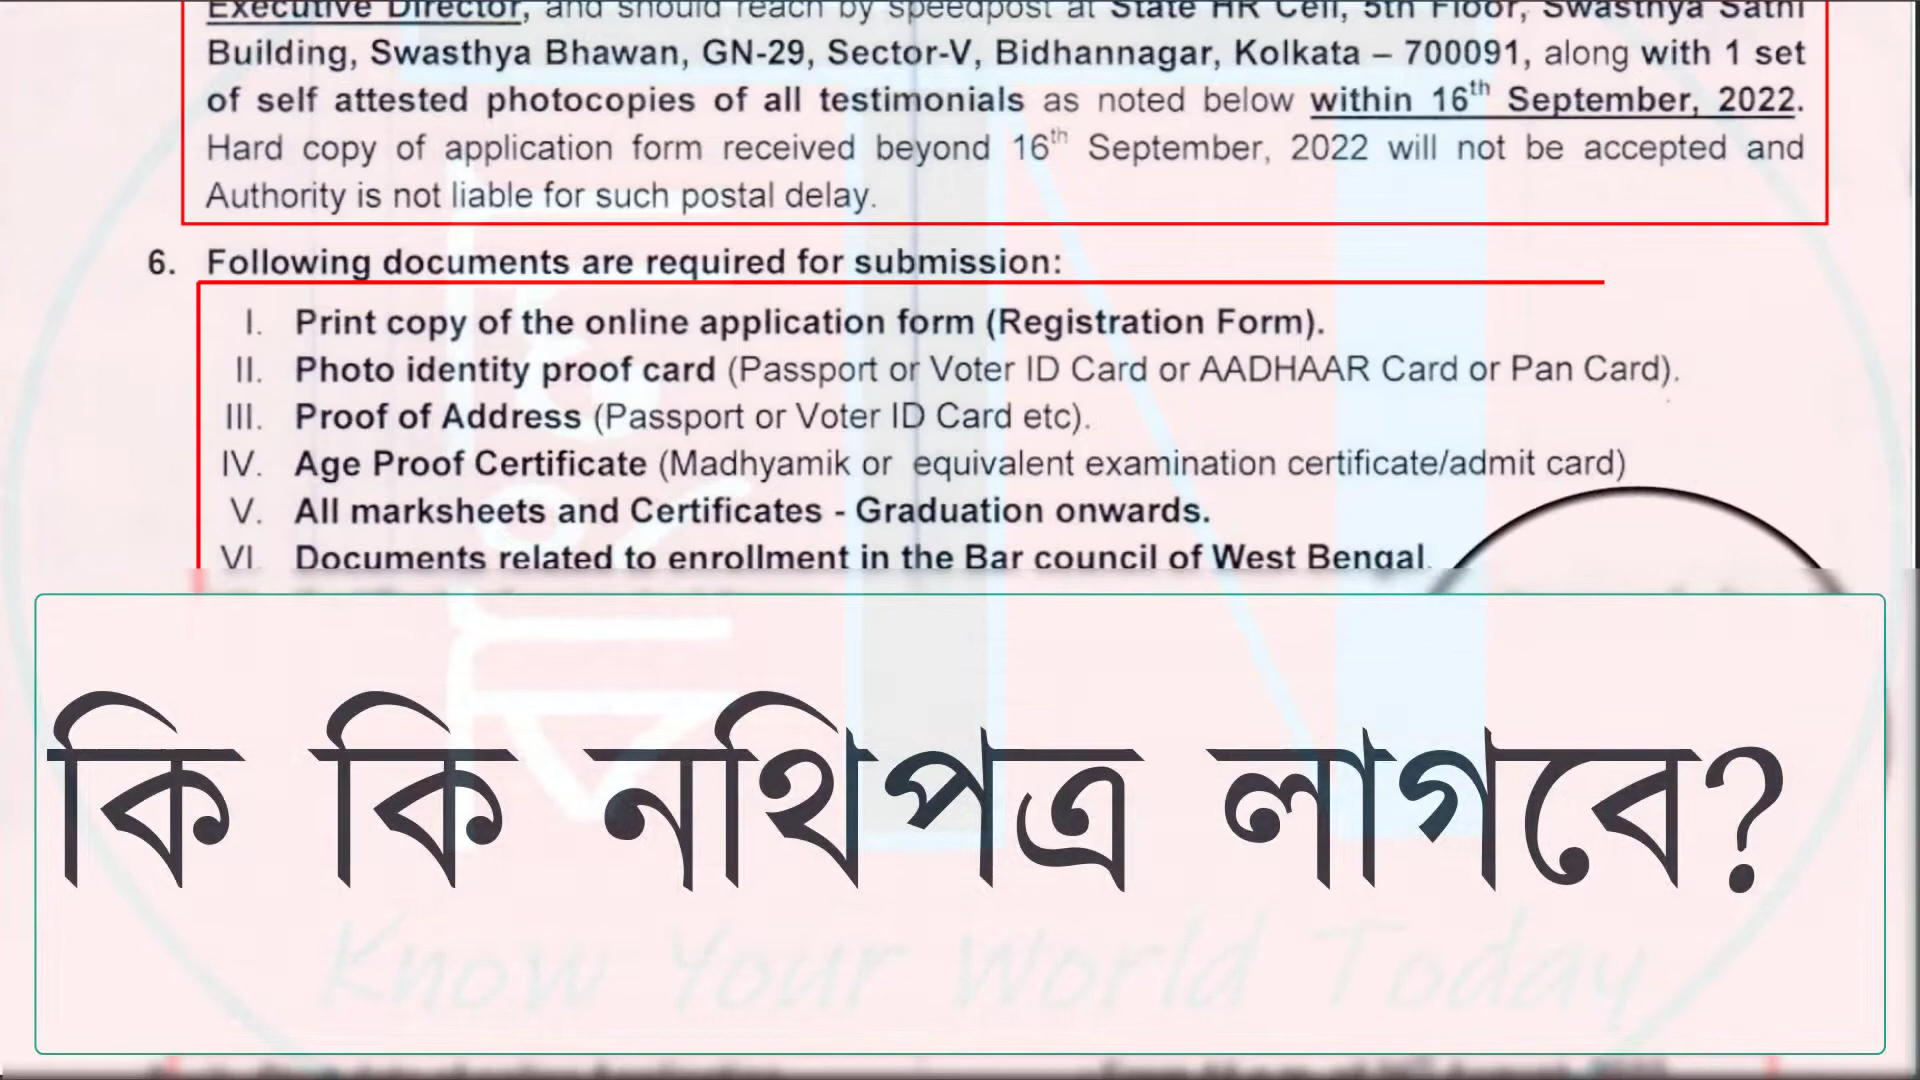 Executive Director, and should reach by speedpost at State HR Cell, 5th Floor, Swasthya Sathi
Building, Swasthya Bhawan, GN-29, Sector-V, Bidhannagar, Kolkata – 700091, along with 1 set
of self attested photocopies of all testimonials as noted below within 16th September, 2022.
Hard copy of application form received beyond 16th September, 2022 will not be accepted and
Authority is not liable for such postal delay.
6. Following documents are required for submission:
I. Print copy of the online application form (Registration Form).
II. Photo identity proof card (Passport or Voter ID Card or AADHAAR Card or Pan Card).
III. Proof of Address (Passport or Voter ID Card etc).
IV. Age Proof Certificate (Madhyamik or equivalent examination certificate/admit card)
V. All marksheets and Certificates - Graduation onwards.
VI. Documents related to enrollment in the Bar council of West Bengal.
কি কি নথিপত্র লাগবে?
Know Your World Today